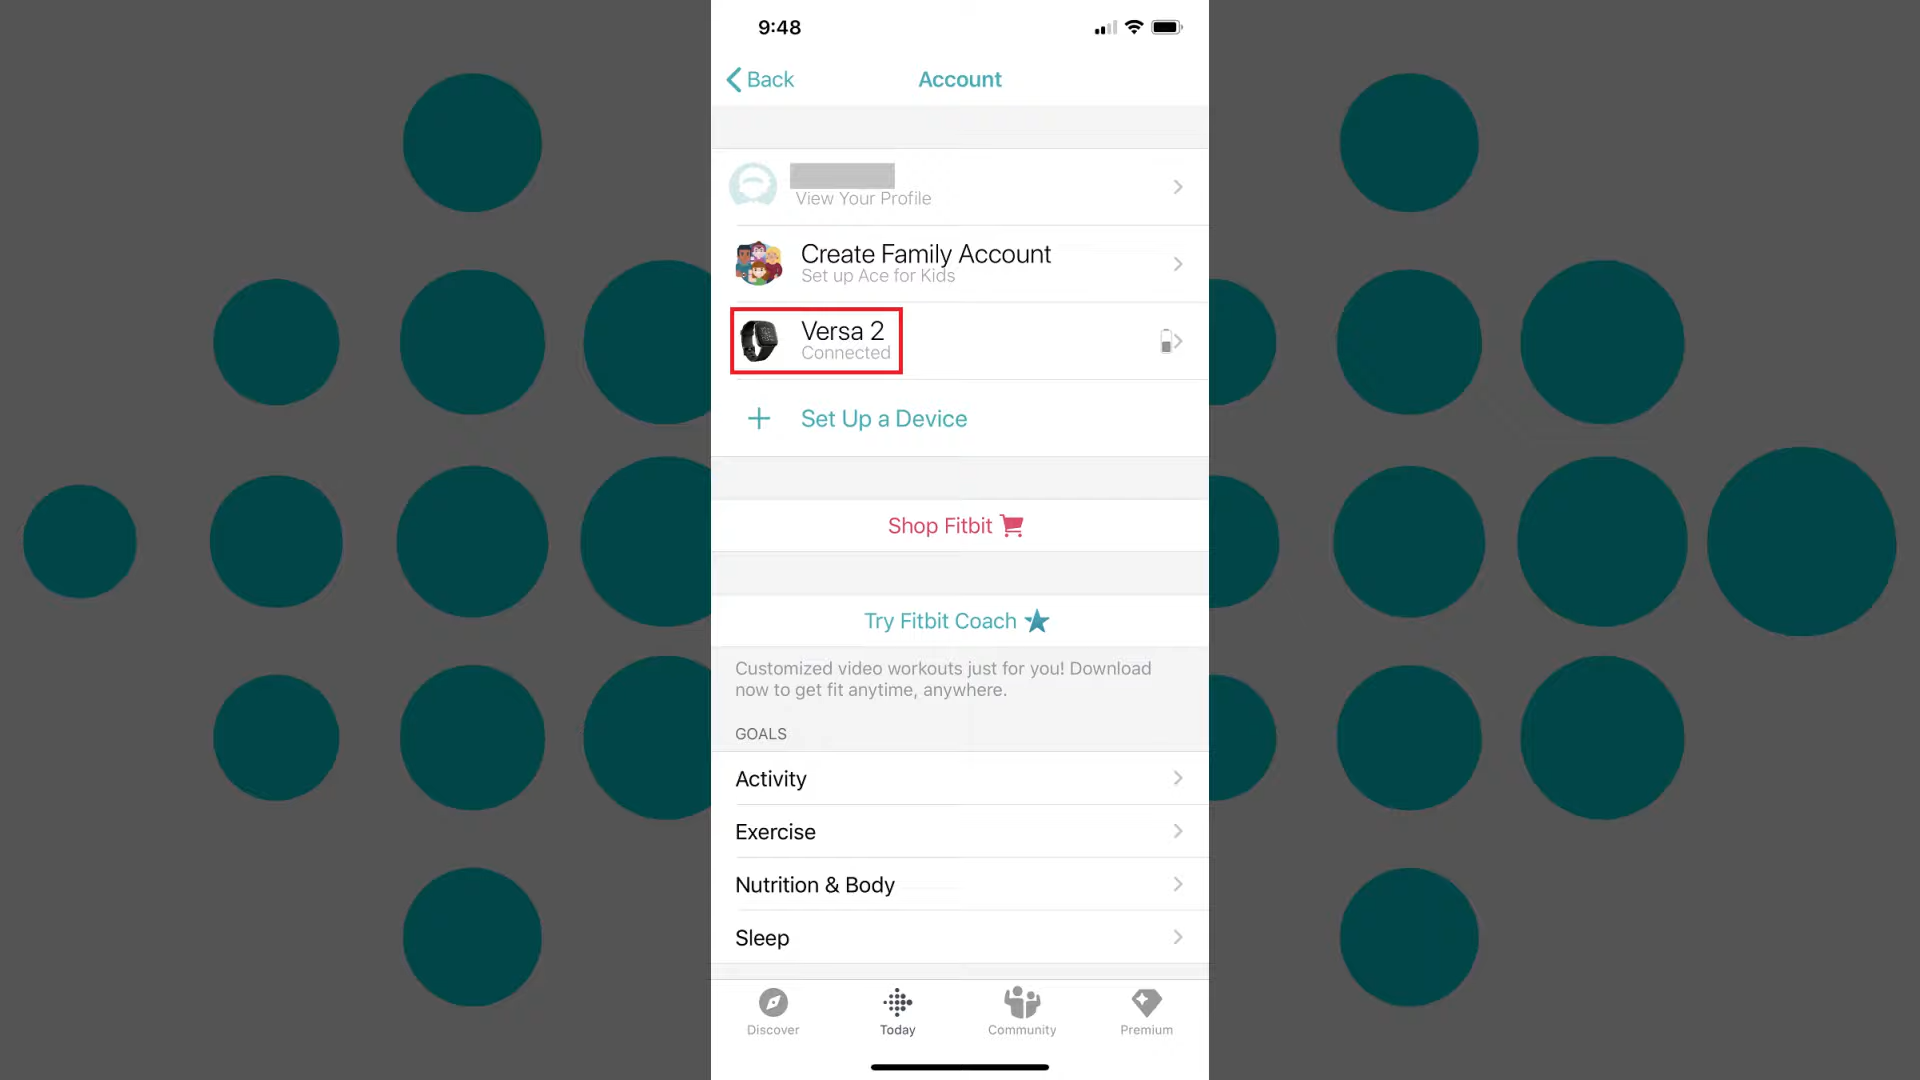 9:48
Back
Account
View Your Profile
Create Family Account
Set up Ace for Kids
Versa 2
Connected
Set Up a Device
Shop Fitbit
Try Fitbit Coach
Customized video workouts just for you! Download
now to get fit anytime, anywhere.
GOALS
Activity
Exercise
Nutrition & Body
Sleep
Discover
Today
Community
Premium